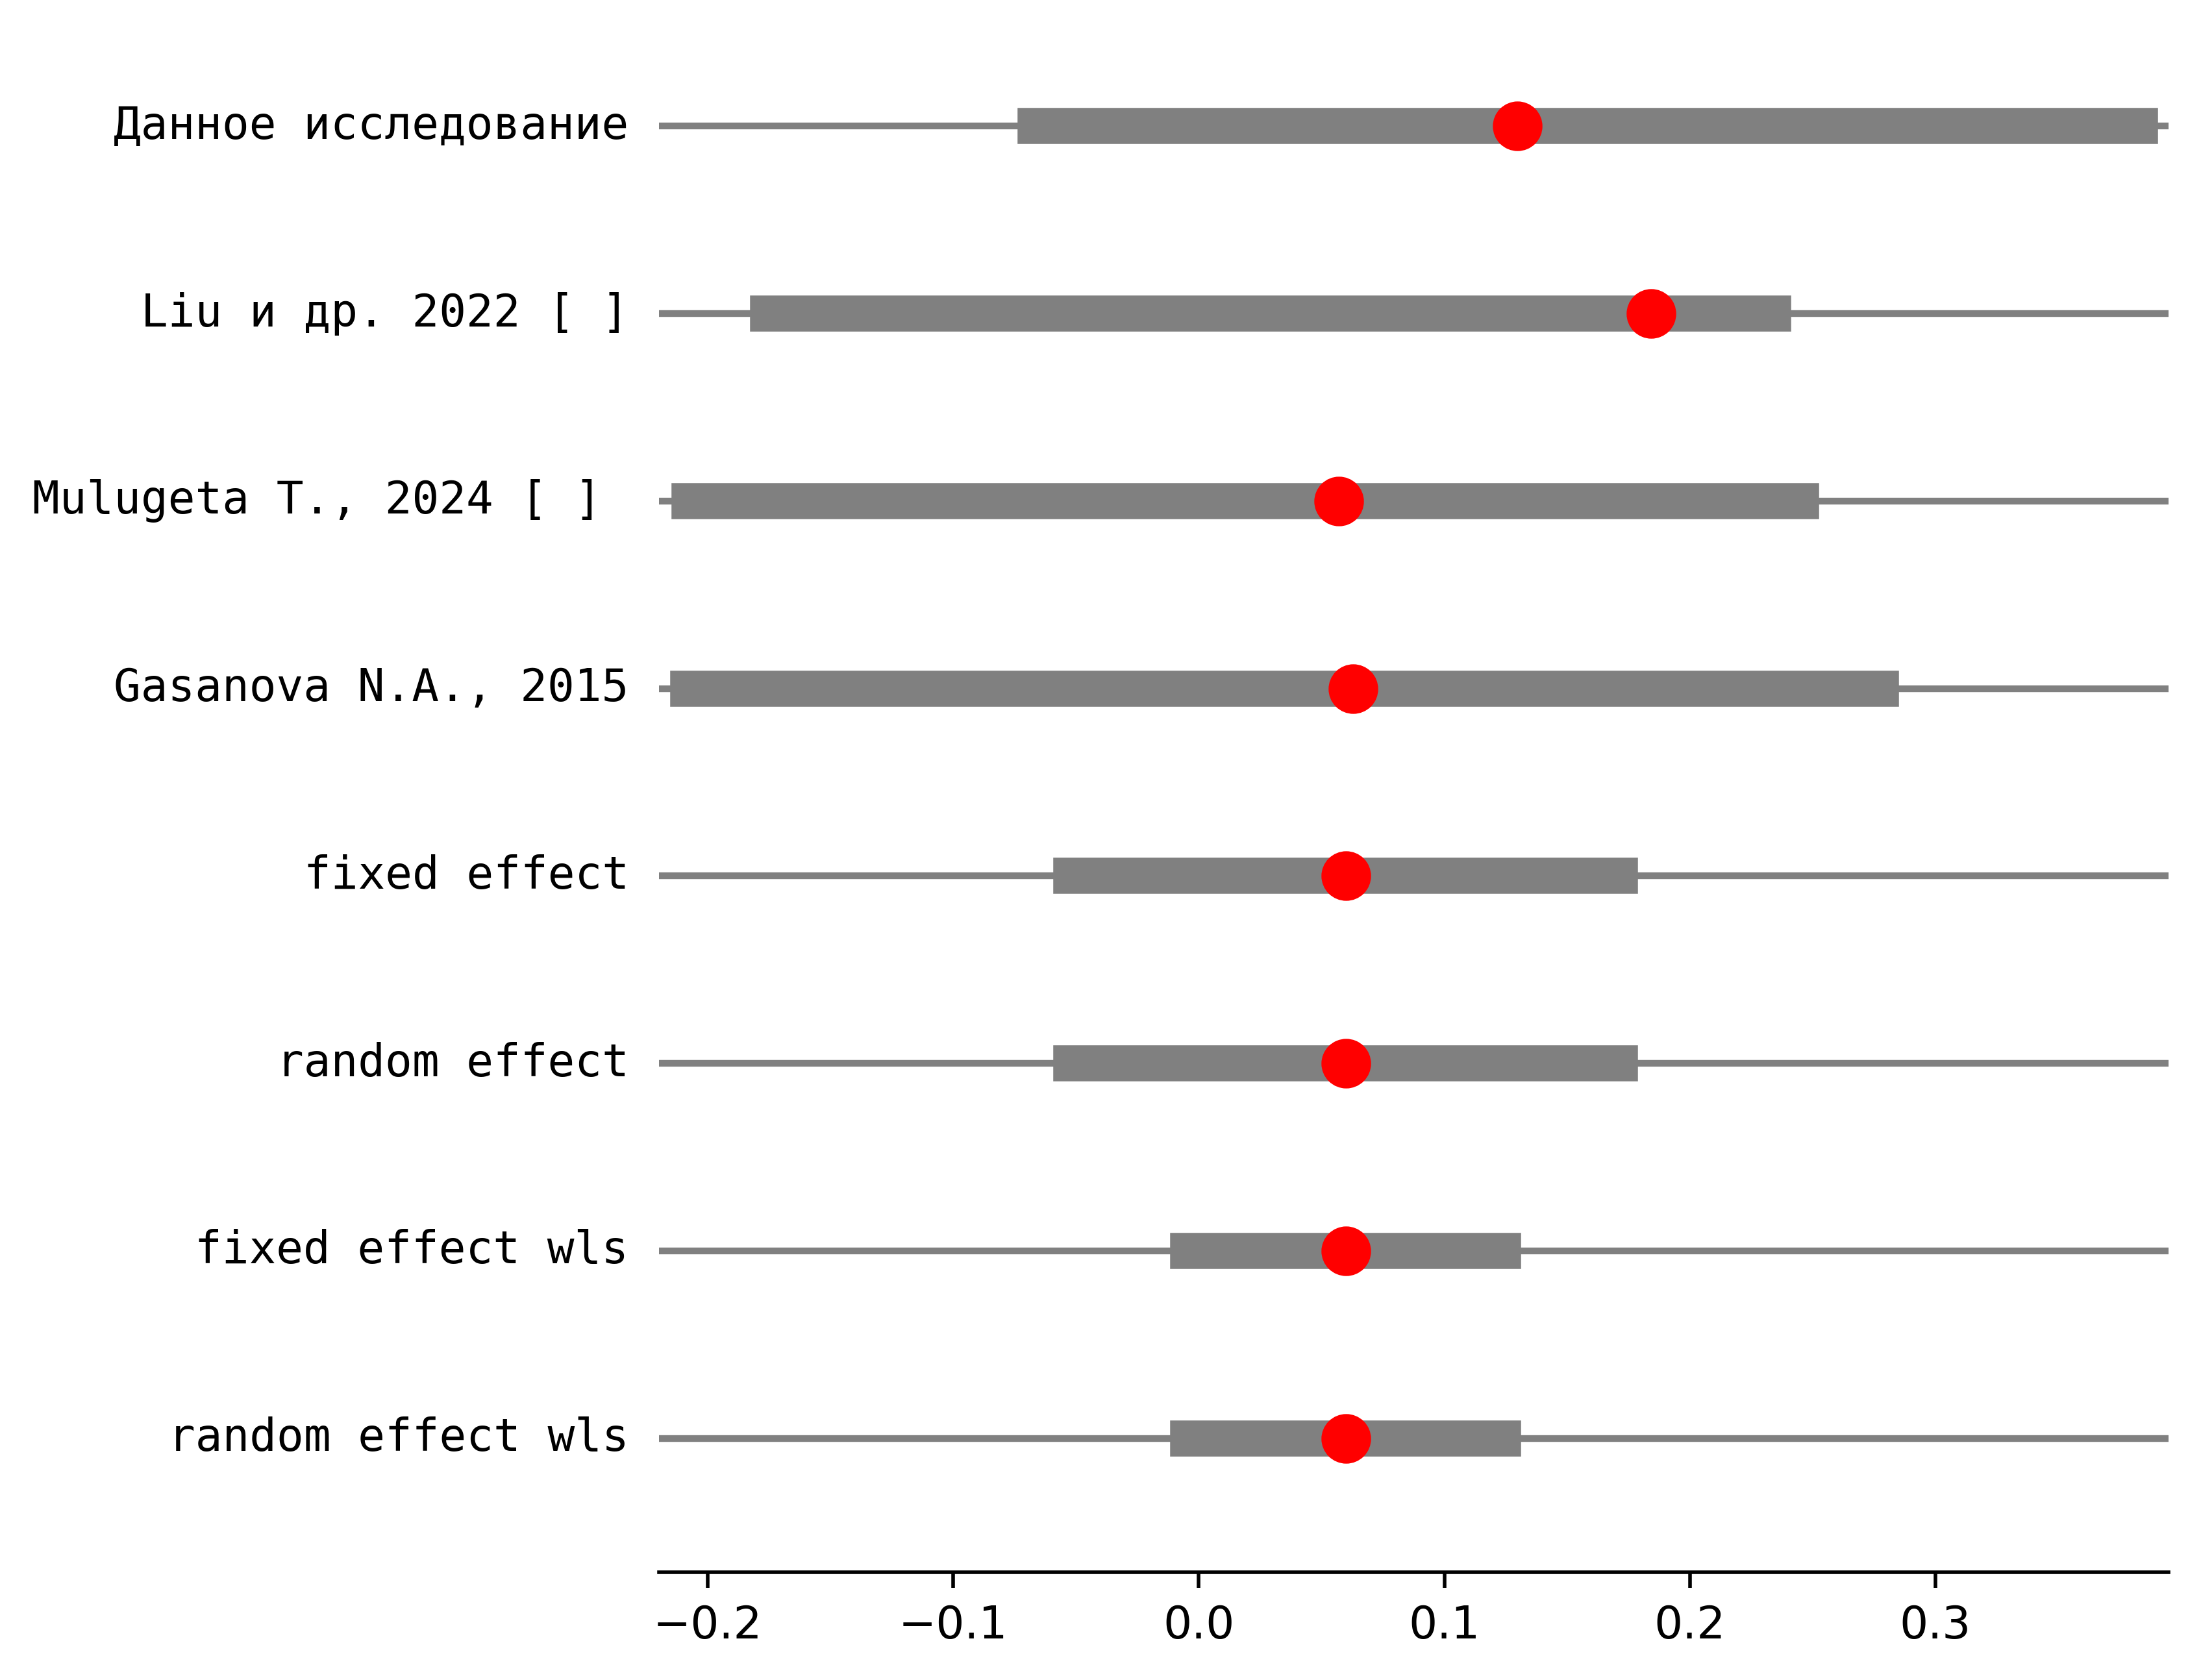 Данное исследование
Liu и др. 2022 [ ]
Mulugeta T., 2024 [ ]
Gasanova N.A., 2015
fixed effect
random effect
fixed effect wls
random effect wls
−0.2 −0.1 0.0 0.1 0.2 0.3